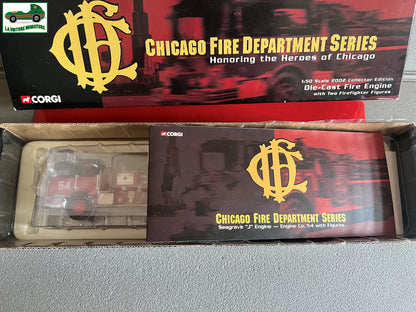 LA VOITURE MINIATURE
CHICAGO FIRE DEPARTMENT SERIES
Honoring the Heroes of Chicago
1:50 Scale 2002 Collector Edition
Die-Cast Fire Engine
with Two Firefighter Figures
CORGI
CORGI
54
CHICAGO FIRE DEPARTMENT SERIES
Seagrave "J" Engine — Engine Co. 54 with Figures